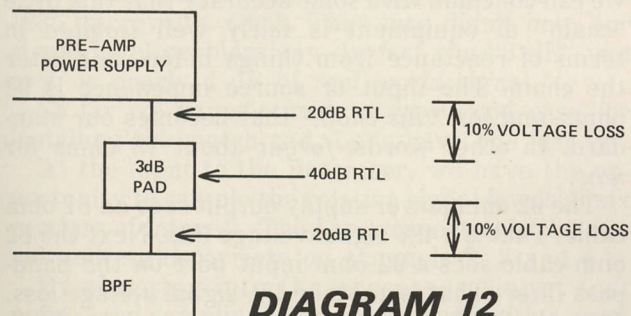 PRE-AMP
POWER SUPPLY
20dB RTL
10% VOLTAGE LOSS
3dB
PAD
40dB RTL
20dB RTL
10% VOLTAGE LOSS
BPF
DIAGRAM 12